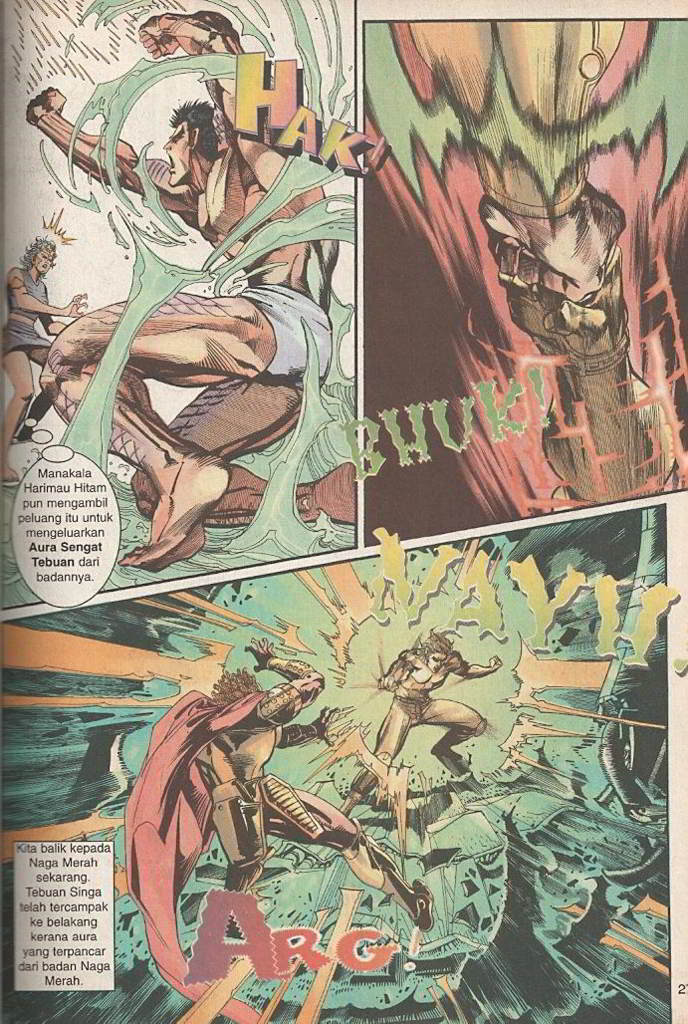 HAK!
Manakala
Harimau Hitam
pun mengambil
peluang itu untuk
mengeluarkan
Aura Sengat
Tebuan dari
badannya.
BHUK!
VAYU
Kita balik kepada
Naga Merah
sekarang.
Tebuan Singa
telah tercampak
ke belakang
kerana aura
yang terpancar
dari badan Naga
Merah.
ARG!